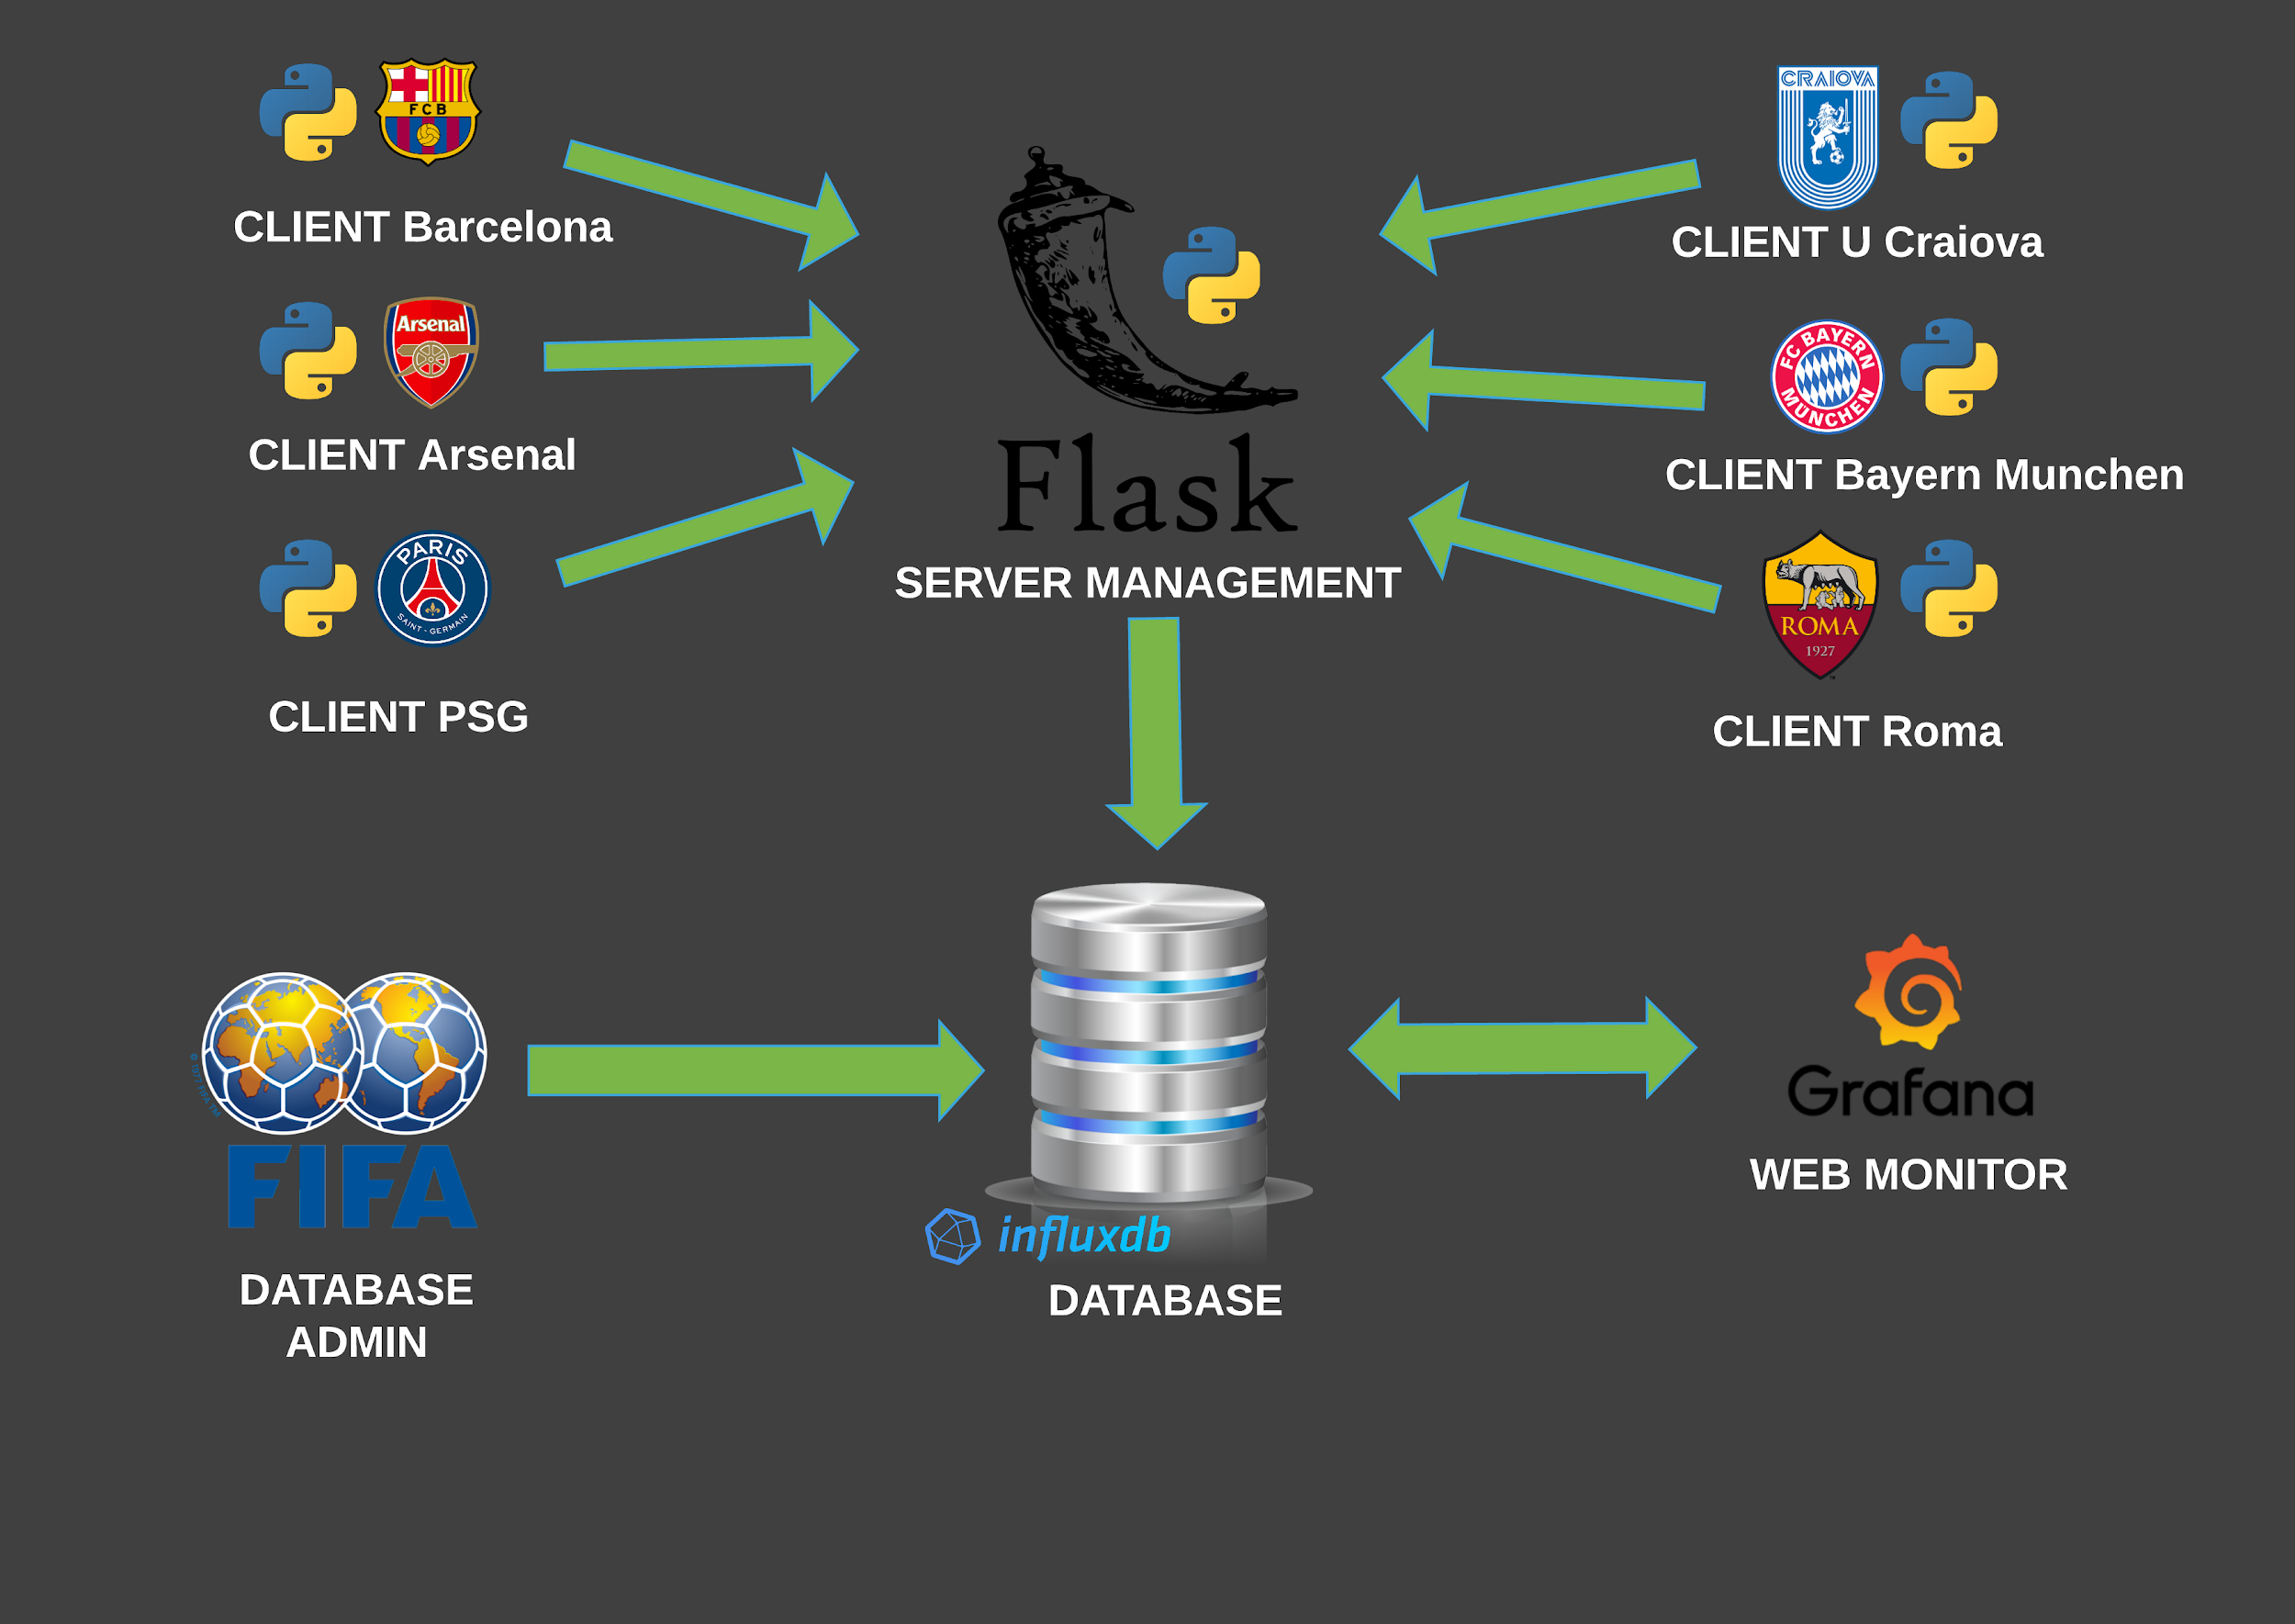 FCB
CLIENT Barcelona
Arsenal
CLIENT Arsenal
PARIS
SAINT-GERMAIN
CLIENT PSG
Flask
SERVER MANAGEMENT
CRAIOVA
CLIENT U Craiova
FC BAYERN
MÜNCHEN
CLIENT Bayern Munchen
ROMA
1927
CLIENT Roma
FIFA
DATABASE
ADMIN
influxdb
DATABASE
Grafana
WEB MONITOR